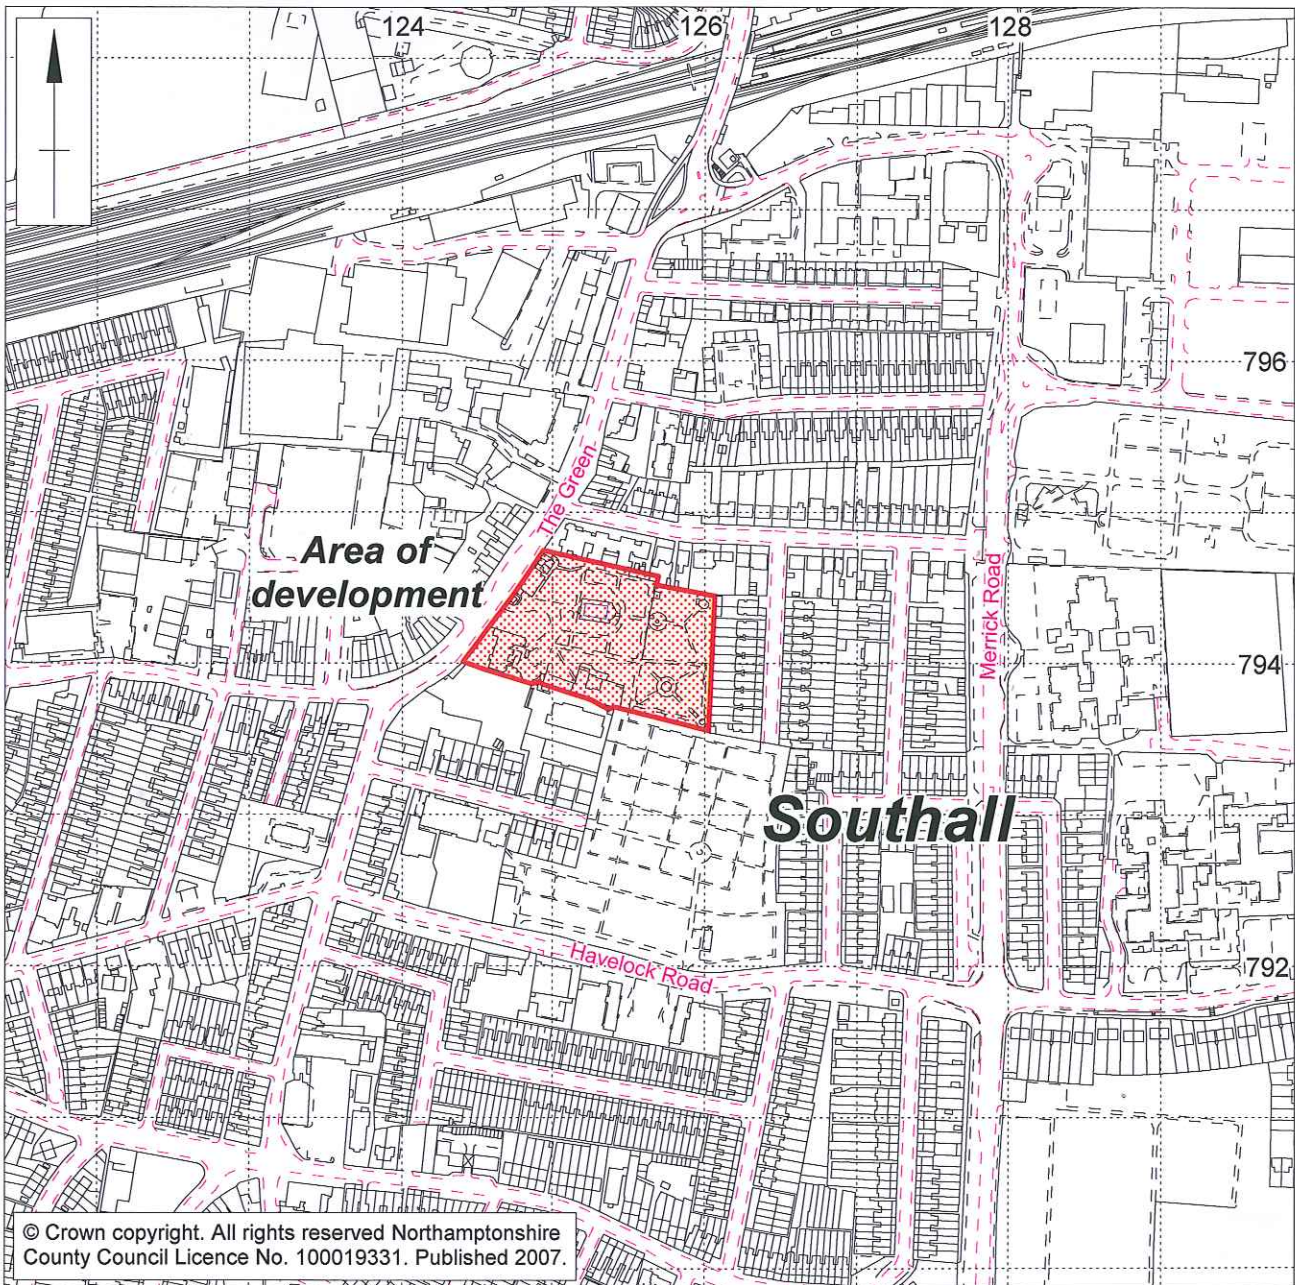 124
126
128
796
The Green
Area of
development
Merrick Road
794
Southall
Havelock Road
792
© Crown copyright. All rights reserved Northamptonshire
County Council Licence No. 100019331. Published 2007.